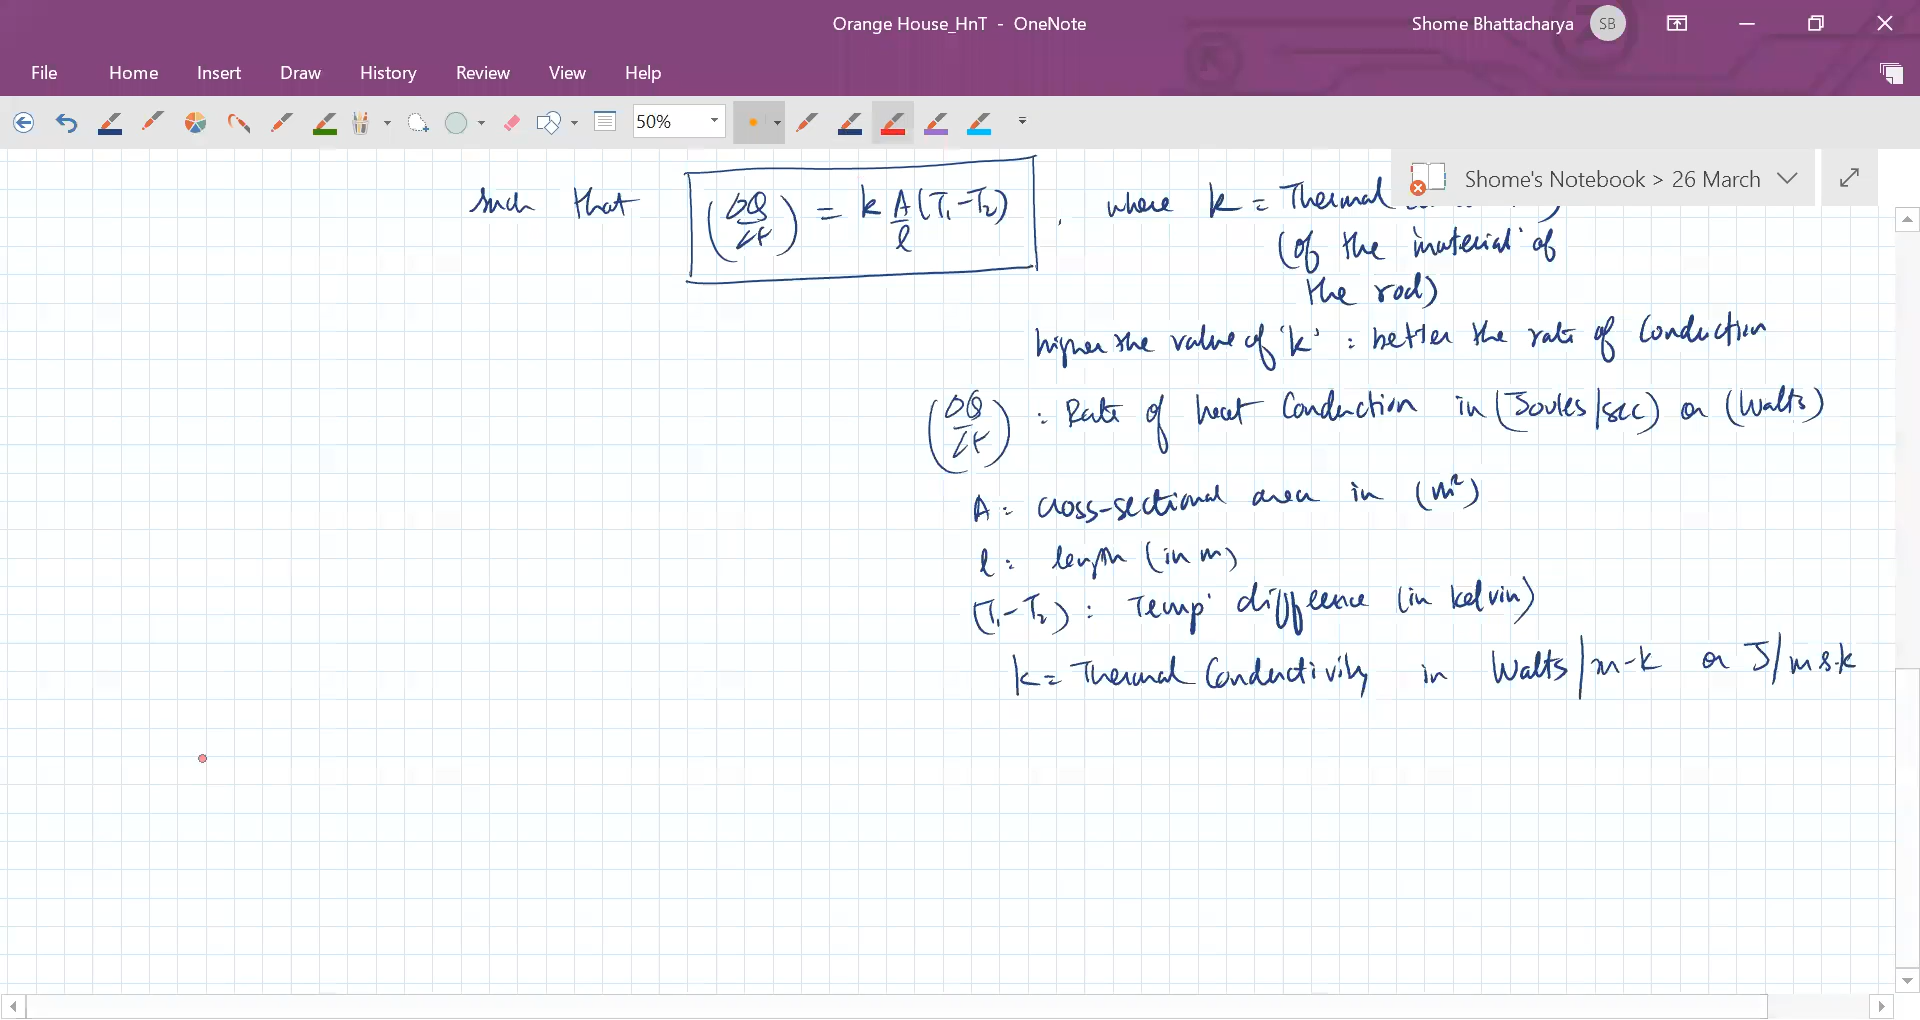 Orange House_HnT - OneNote
Shome Bhattacharya SB
File Home Insert Draw History Review View Help
50%
Shome's Notebook > 26 March
such that (ΔQ/Δt) = k A/l (T₁-T₂), where k = Thermal
(of the material of
the rod)
higher the value of 'k' : better the rate of conduction
(ΔQ/Δt) : Rate of heat Conduction in (Joules/sec) or (Watts)
A : cross-sectional area in (m²)
l : length (in m)
(T₁-T₂) : Temp. difference (in kelvin)
k = Thermal Conductivity in Watts/m-k or J/m s.k